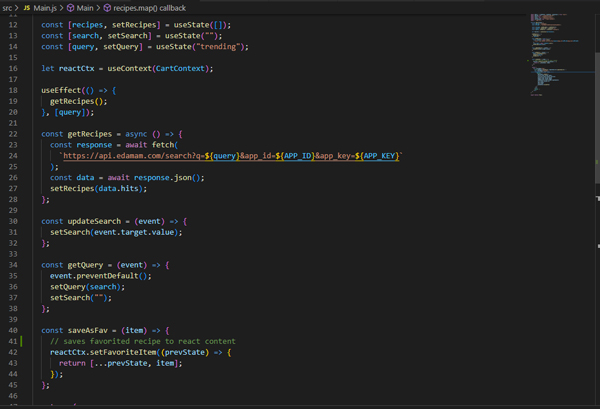 src > JS Main.js > Main > recipes.map() callback
12 const [recipes, setRecipes] = useState([]);
13 const [search, setSearch] = useState("");
14 const [query, setQuery] = useState("trending");
15
16 let reactCtx = useContext(CartContext);
17
18 useEffect(() => {
19 getRecipes();
20 }, [query]);
21
22 const getRecipes = async () => {
23 const response = await fetch(
24 `https://api.edamam.com/search?q=${query}&app_id=${APP_ID}&app_key=${APP_KEY}`
25 );
26 const data = await response.json();
27 setRecipes(data.hits);
28 };
29
30 const updateSearch = (event) => {
31 setSearch(event.target.value);
32 };
33
34 const getQuery = (event) => {
35 event.preventDefault();
36 setQuery(search);
37 setSearch("");
38 };
39
40 const saveAsFav = (item) => {
41 // saves favorited recipe to react content
42 reactCtx.setFavoriteItem((prevState) => {
43 return [...prevState, item];
44 });
45 };
46